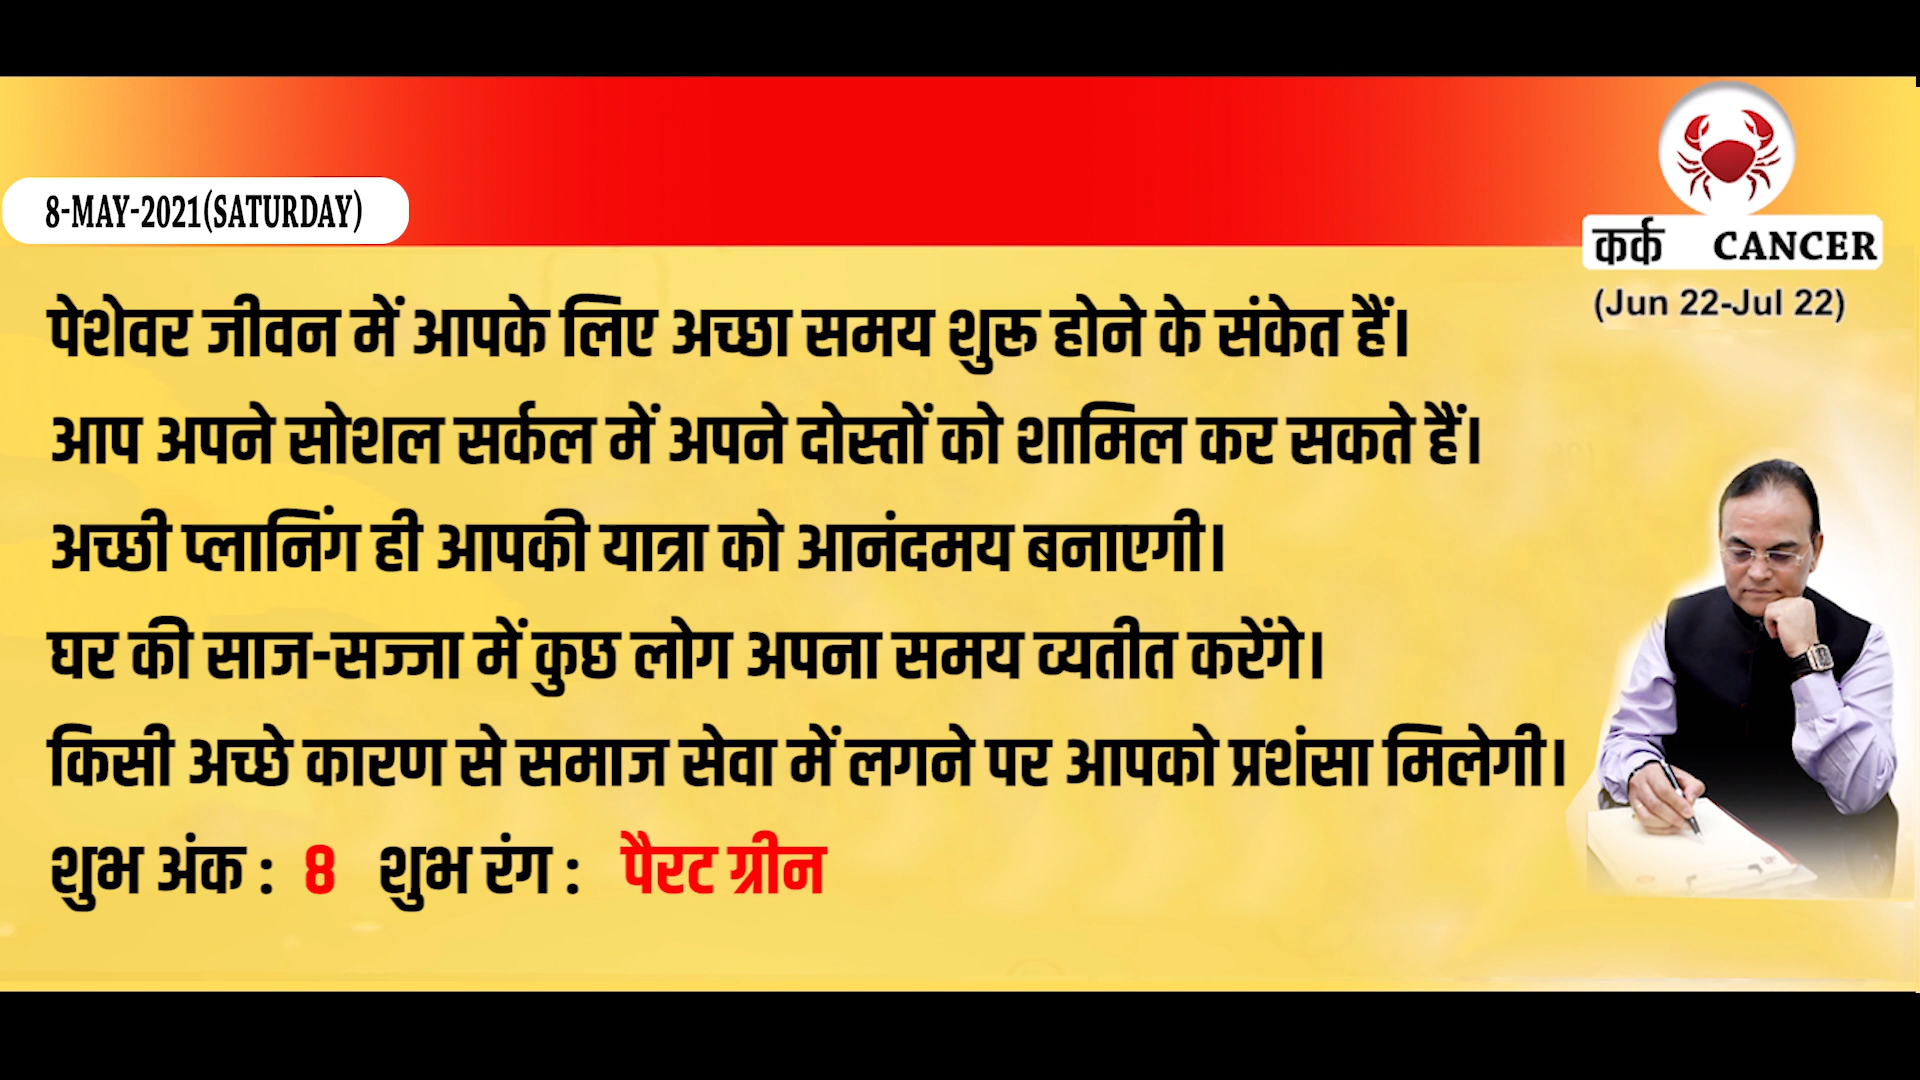 8-MAY-2021(SATURDAY)
कर्क CANCER
(Jun 22-Jul 22)
पेशेवर जीवन में आपके लिए अच्छा समय शुरू होने के संकेत हैं।
आप अपने सोशल सर्कल में अपने दोस्तों को शामिल कर सकते हैं।
अच्छी प्लानिंग ही आपकी यात्रा को आनंदमय बनाएगी।
घर की साज-सज्जा में कुछ लोग अपना समय व्यतीत करेंगे।
किसी अच्छे कारण से समाज सेवा में लगने पर आपको प्रशंसा मिलेगी।
शुभ अंक : 8 शुभ रंग : पैरट ग्रीन